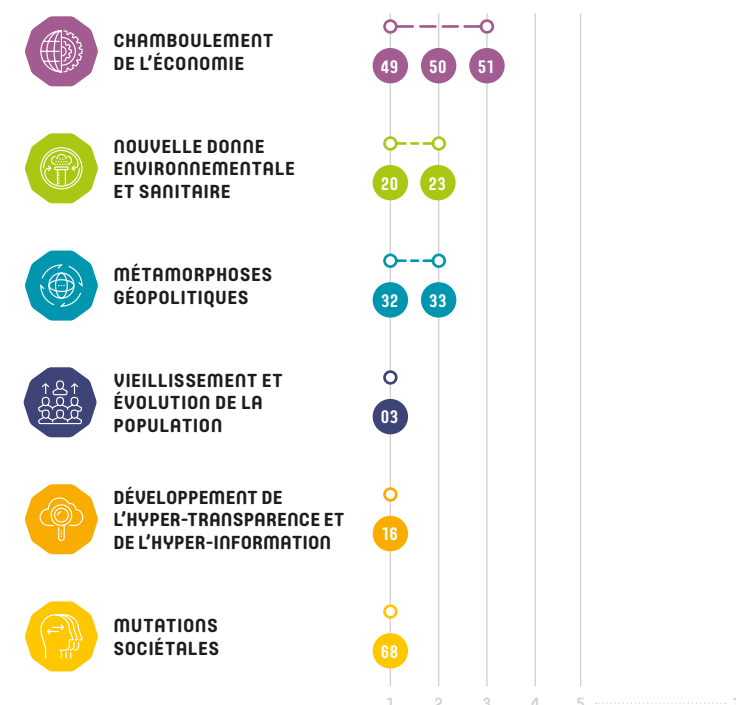 CHAMBOULEMENT
DE L'ÉCONOMIE
49 50 51
NOUVELLE DONNE
ENVIRONNEMENTALE
ET SANITAIRE
20 23
MÉTAMORPHOSES
GÉOPOLITIQUES
32 33
VIEILLISSEMENT ET
ÉVOLUTION DE LA
POPULATION
03
DÉVELOPPEMENT DE
L'HYPER-TRANSPARENCE ET
DE L'HYPER-INFORMATION
16
MUTATIONS
SOCIÉTALES
68
1 2 3 4 5